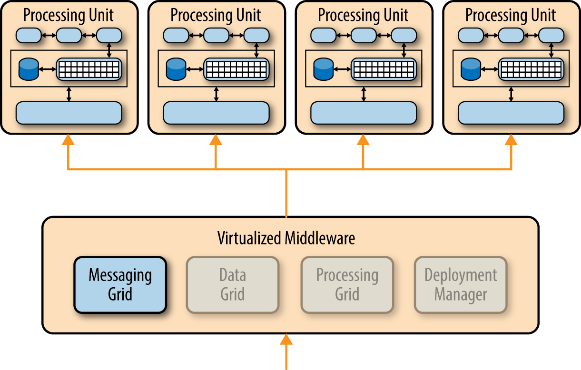 Processing Unit
Processing Unit
Processing Unit
Processing Unit
Virtualized Middleware
Messaging
Grid
Data
Grid
Processing
Grid
Deployment
Manager